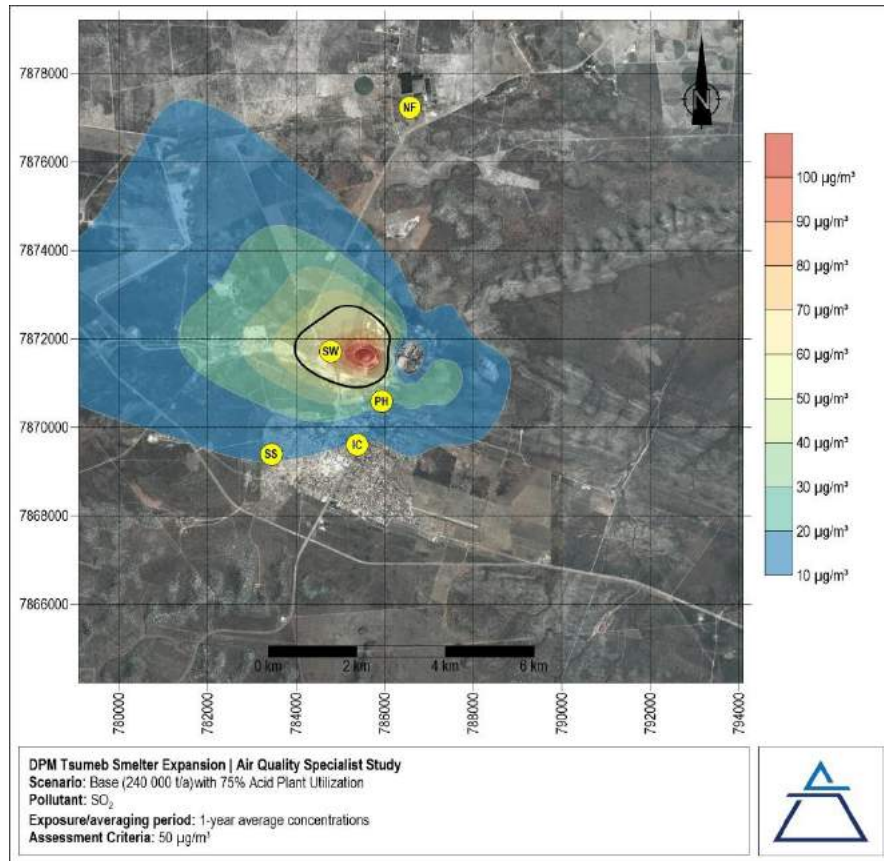 7878000
7876000
7874000
7872000
7870000
7868000
7866000
NF
N
SW
PH
IC
SS
100 µg/m³
90 µg/m³
80 µg/m³
70 µg/m³
60 µg/m³
50 µg/m³
40 µg/m³
30 µg/m³
20 µg/m³
10 µg/m³
0 km 2 km 4 km 6 km
780000 782000 784000 786000 788000 790000 792000 794000
DPM Tsumeb Smelter Expansion | Air Quality Specialist Study
Scenario: Base (240 000 t/a)with 75% Acid Plant Utilization
Pollutant: SO₂
Exposure/averaging period: 1-year average concentrations
Assessment Criteria: 50 µg/m³